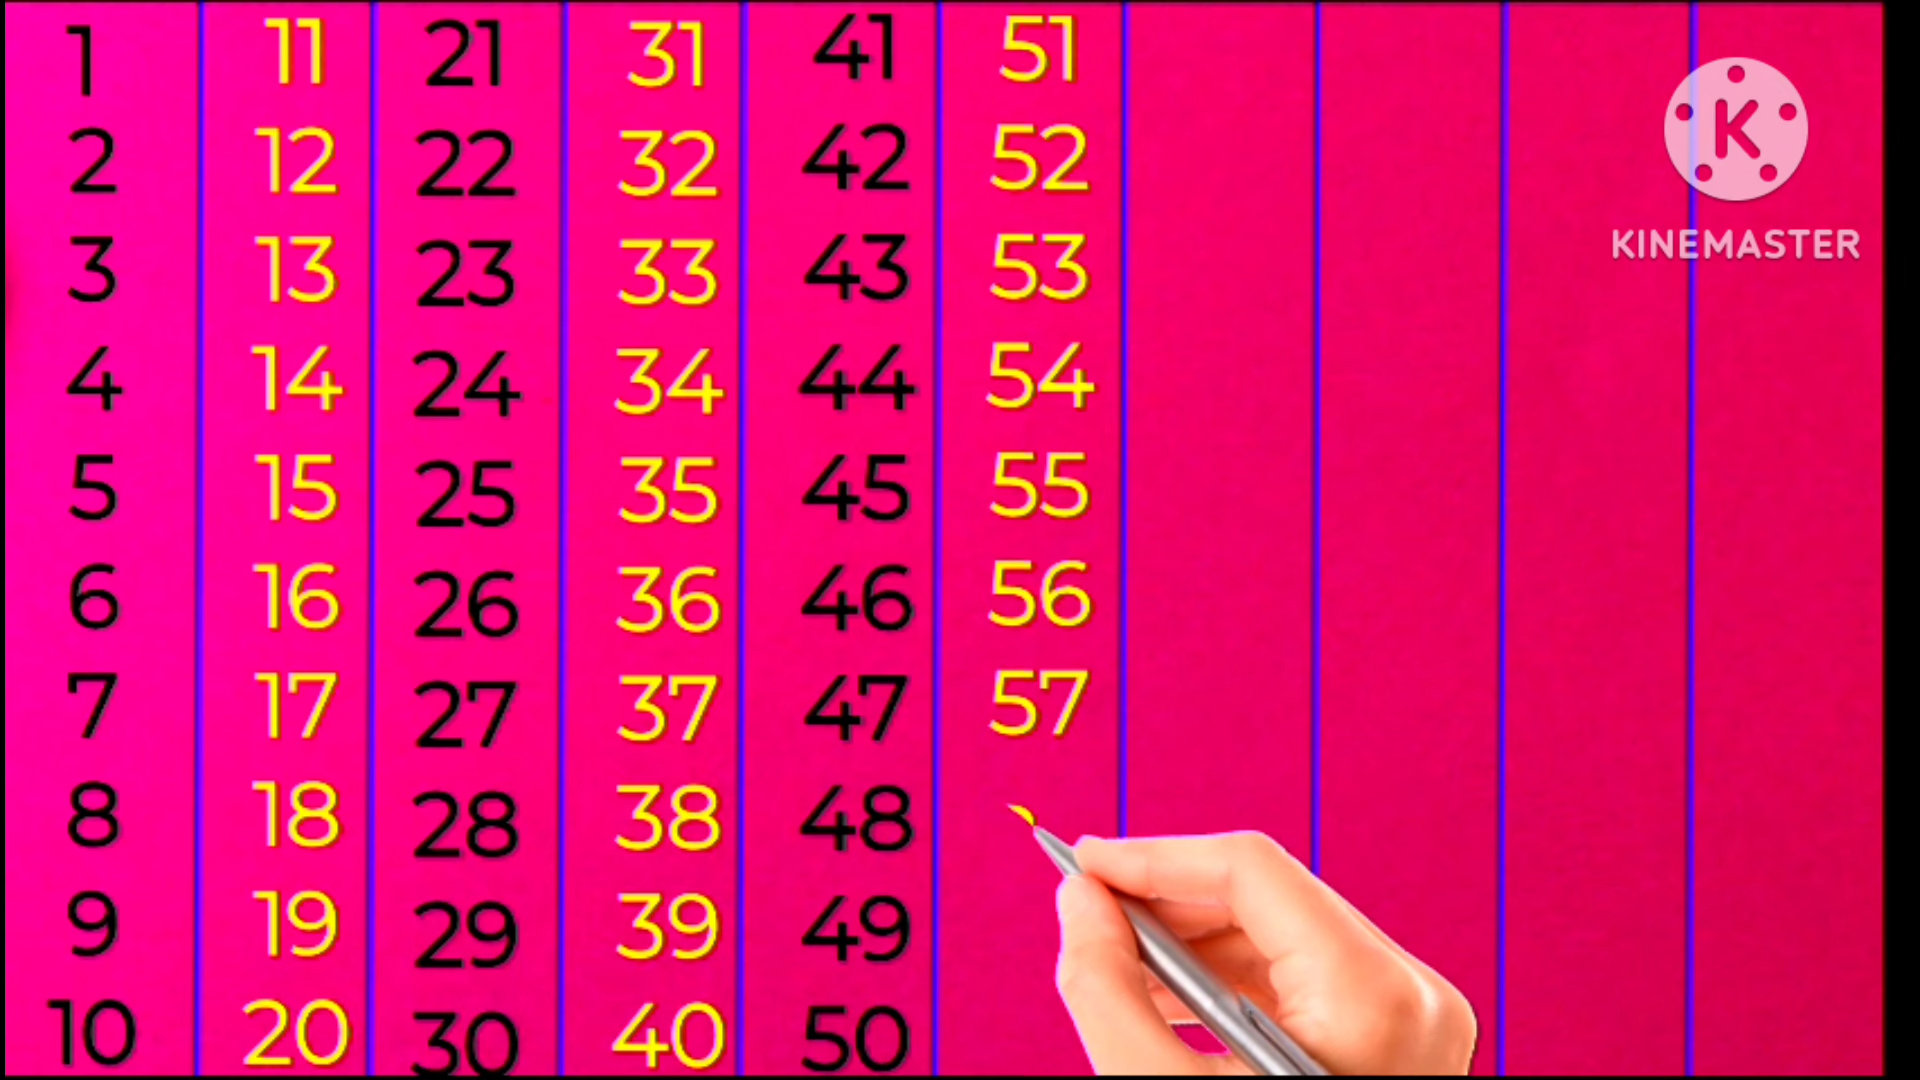 1 11 21 31 41 51
2 12 22 32 42 52
3 13 23 33 43 53
4 14 24 34 44 54
5 15 25 35 45 55
6 16 26 36 46 56
7 17 27 37 47 57
8 18 28 38 48
9 19 29 39 49
10 20 30 40 50
K
KINEMASTER